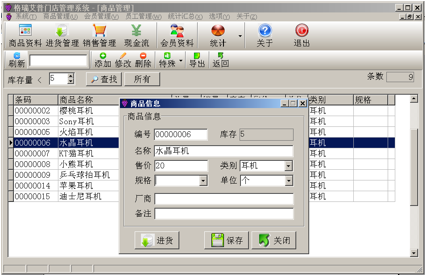 格瑞艾普门店管理系统 - [商品管理]
系统(T) 商品管理(U) 会员管理(V) 员工管理(W) 统计汇总(X) 选项(Y) 关于(Z)
商品资料 进货管理 销售管理 现金流 会员资料 统计 关于 退出
刷新 添加 修改 删除 特殊 导出 返回
库存量 < 5 查找 所有 条数 9
条码 商品名称 类别 规格
00000002 樱桃耳机 耳机
00000003 Sony耳机 耳机
00000005 火焰耳机 耳机
00000006 水晶耳机 耳机
00000007 KT猫耳机 耳机
00000008 小熊耳机 耳机
00000009 乒乓球拍耳机 耳机
00000014 苹果耳机 耳机
00000015 迪士尼耳机 耳机
商品信息
商品信息
编号 00000006 库存 5
名称 水晶耳机
售价 20 类别 耳机
规格 单位 个
厂商
备注
进货 保存 关闭